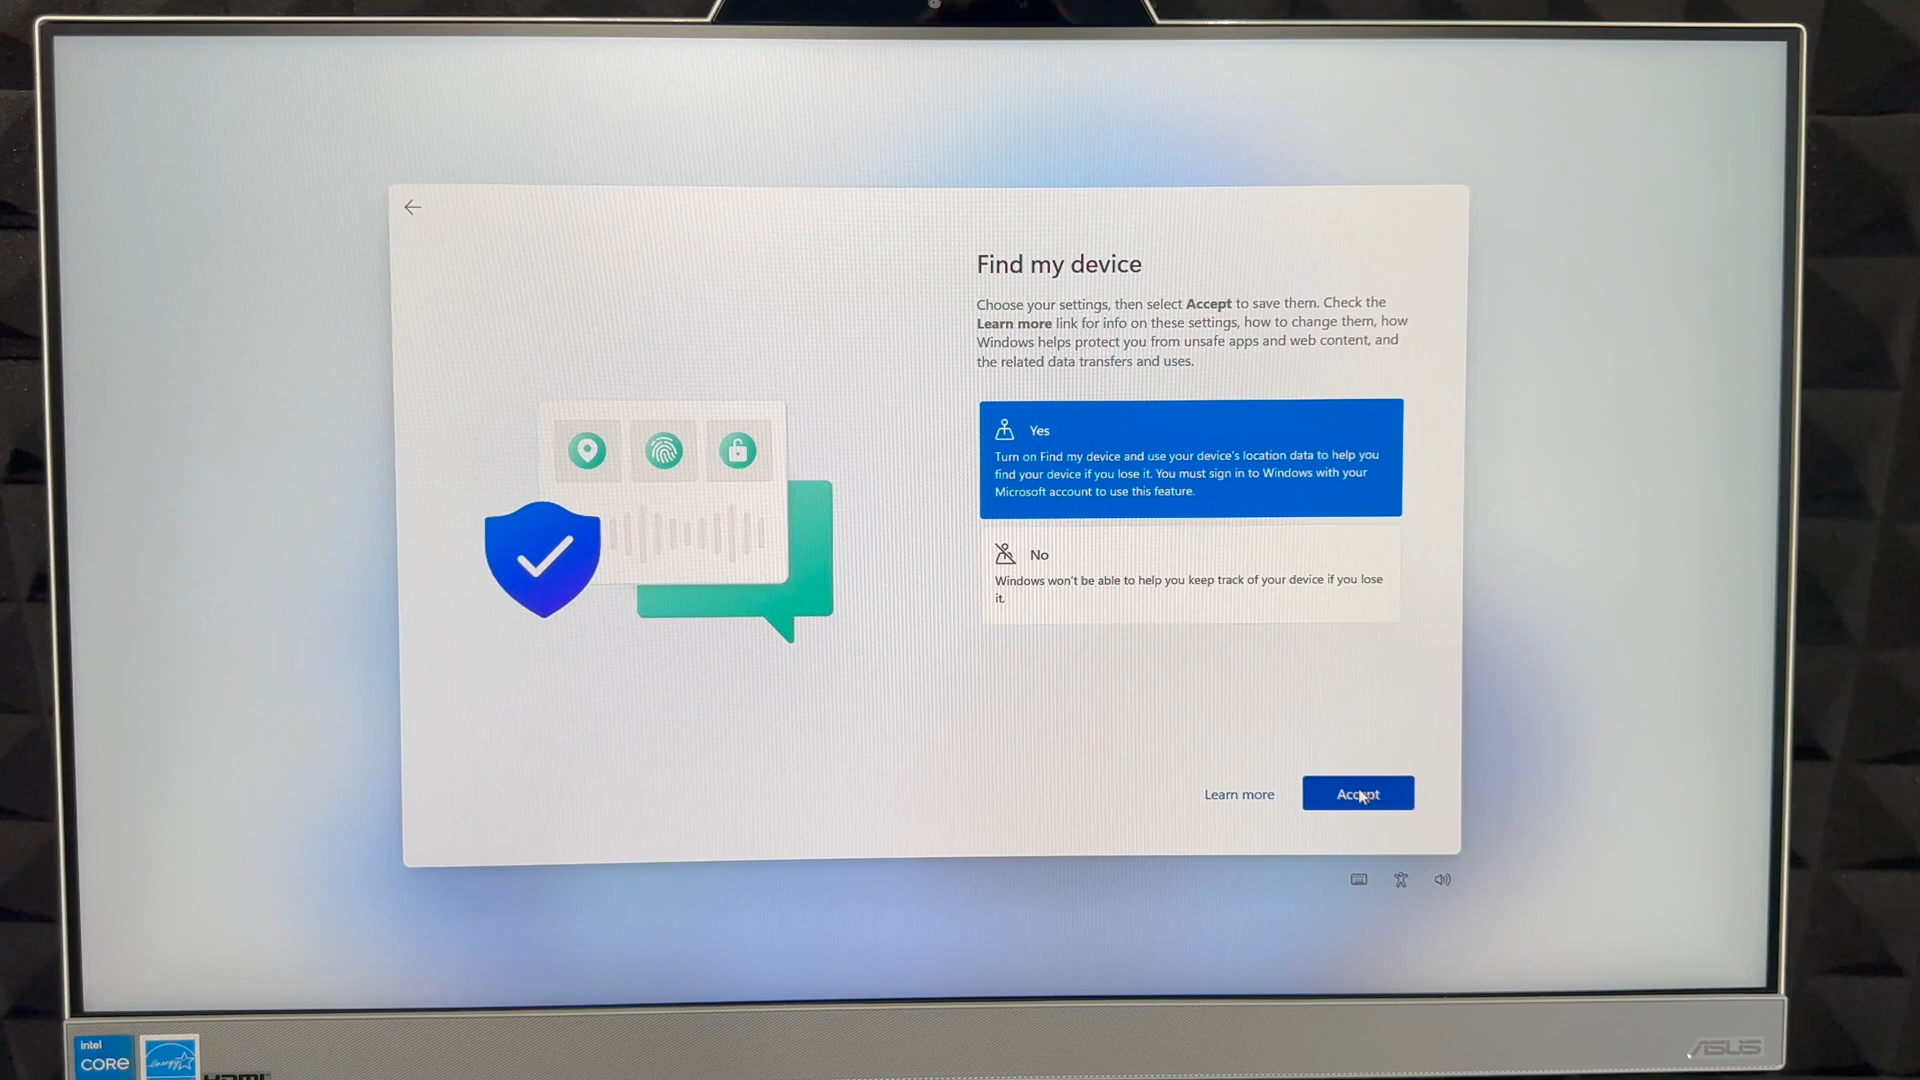 Find my device
Choose your settings, then select Accept to save them. Check the
Learn more link for info on these settings, how to change them, how
Windows helps protect you from unsafe apps and web content, and
the related data transfers and uses.
Yes
Turn on Find my device and use your device's location data to help you
find your device if you lose it. You must sign in to Windows with your
Microsoft account to use this feature.
No
Windows won't be able to help you keep track of your device if you lose
it.
Learn more
Accept
intel
CORE
energy
HDMI
ASUS